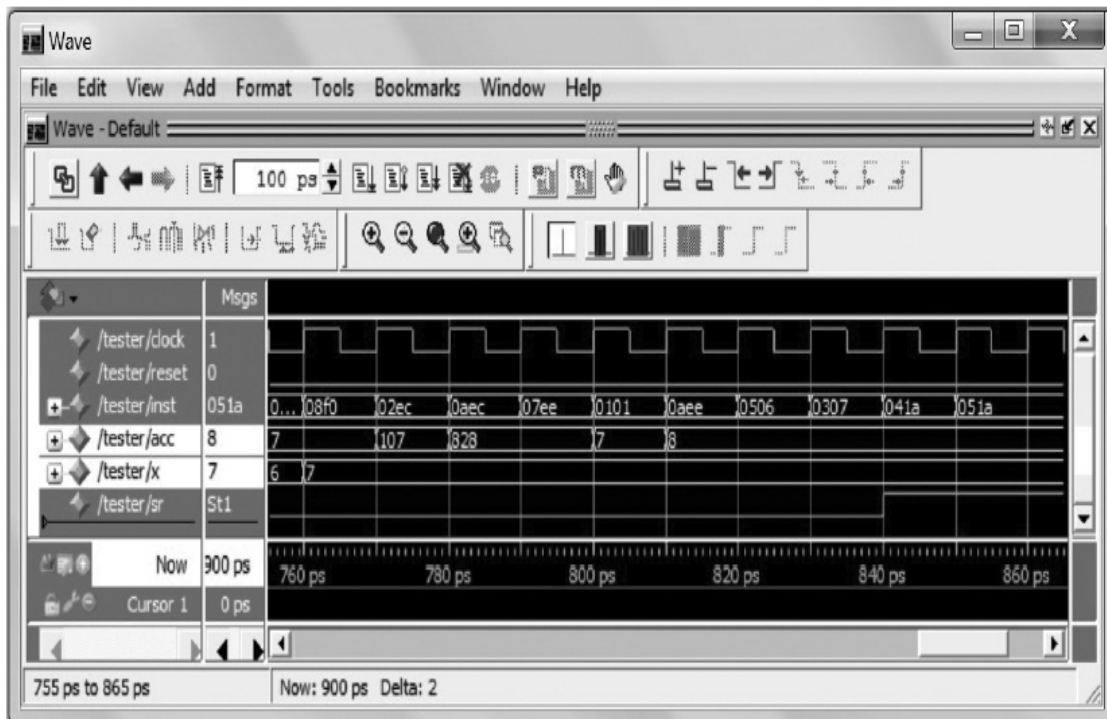 Wave
File Edit View Add Format Tools Bookmarks Window Help
Wave - Default
100 ps
Msgs
/tester/clock 1
/tester/reset 0
/tester/inst 051a 0... 08f0 02ec 0aec 07ee 0101 0aee 0506 0307 041a 051a
/tester/acc 8 7 107 828 7 8
/tester/x 7 6 7
/tester/sr St1
Now 900 ps 760 ps 780 ps 800 ps 820 ps 840 ps 860 ps
Cursor 1 0 ps
755 ps to 865 ps Now: 900 ps Delta: 2